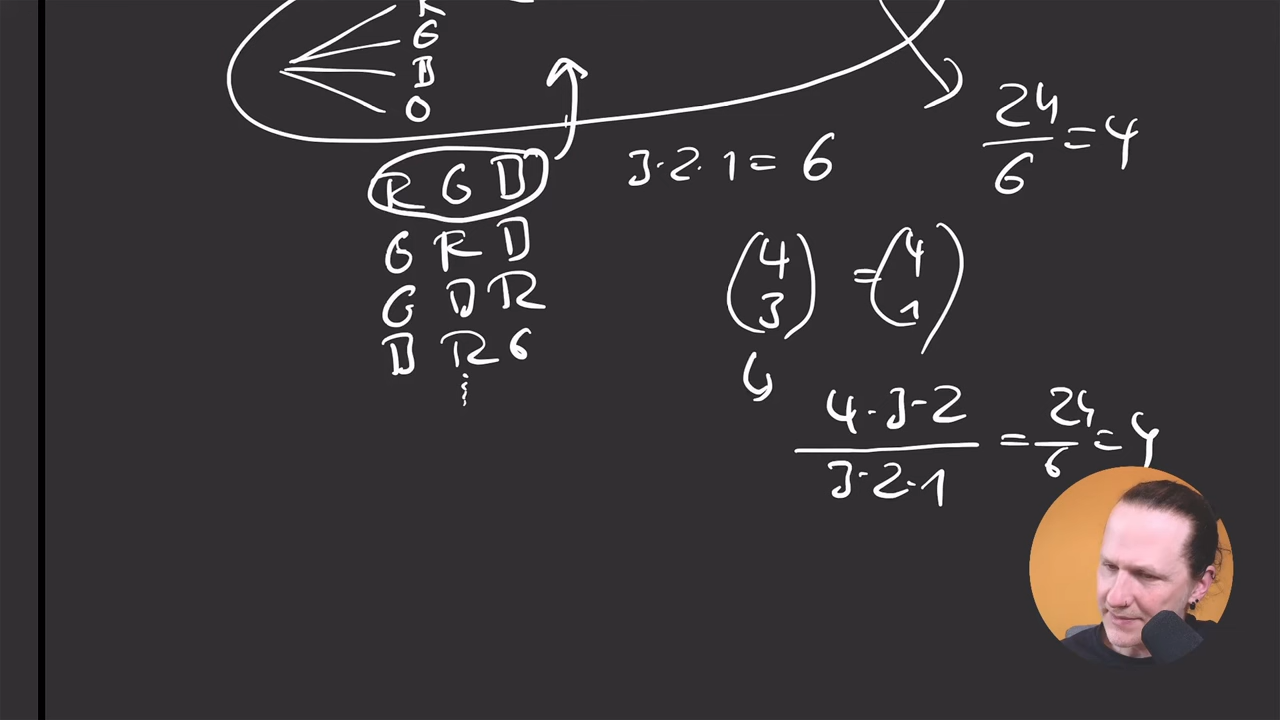 R
G
B
O
24/6 = 4
R G B
3·2·1 = 6
G R B
G B R
B R G
⋮
(4 3) = (4 1)
4·3·2 / 3·2·1 = 24/6 = 4